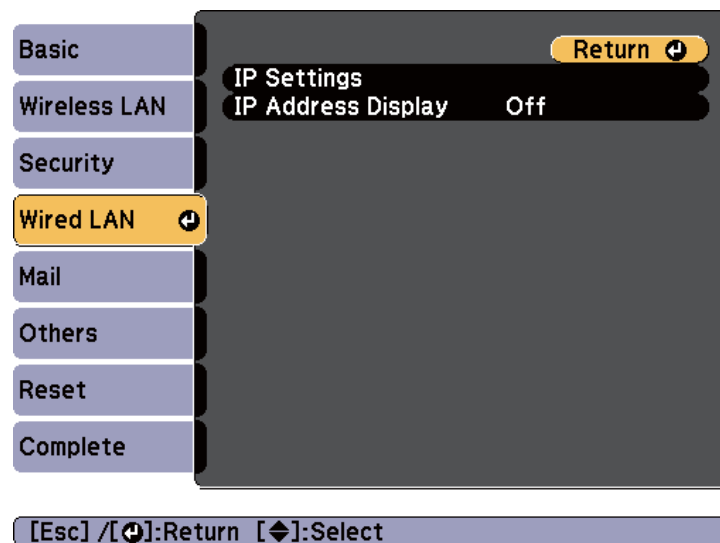 Basic
Wireless LAN
Security
Wired LAN
Mail
Others
Reset
Complete
Return
IP Settings
IP Address Display Off
[Esc] /[ ]:Return [ ]:Select